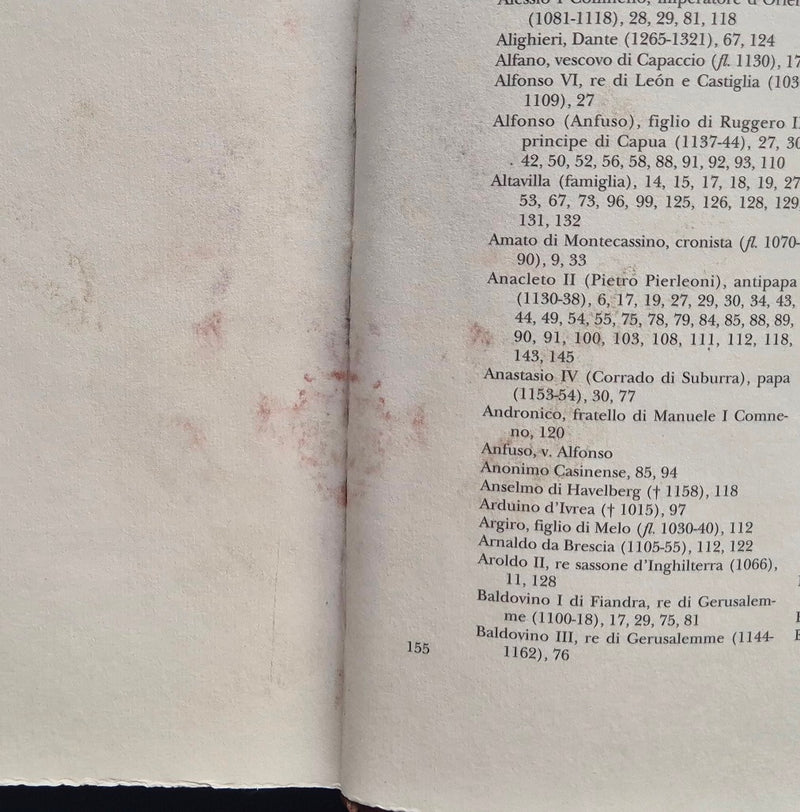 Alessio I Comneno, imperatore d'Orien
(1081-1118), 28, 29, 81, 118
Alighieri, Dante (1265-1321), 67, 124
Alfano, vescovo di Capaccio (fl. 1130), 17
Alfonso VI, re di León e Castiglia (103
1109), 27
Alfonso (Anfuso), figlio di Ruggero II
principe di Capua (1137-44), 27, 30
42, 50, 52, 56, 58, 88, 91, 92, 93, 110
Altavilla (famiglia), 14, 15, 17, 18, 19, 27
53, 67, 73, 96, 99, 125, 126, 128, 129,
131, 132
Amato di Montecassino, cronista (fl. 1070-
90), 9, 33
Anacleto II (Pietro Pierleoni), antipapa
(1130-38), 6, 17, 19, 27, 29, 30, 34, 43,
44, 49, 54, 55, 75, 78, 79, 84, 85, 88, 89,
90, 91, 100, 103, 108, 111, 112, 118,
143, 145
Anastasio IV (Corrado di Suburra), papa
(1153-54), 30, 77
Andronico, fratello di Manuele I Comne-
no, 120
Anfuso, v. Alfonso
Anonimo Casinense, 85, 94
Anselmo di Havelberg († 1158), 118
Arduino d'Ivrea († 1015), 97
Argiro, figlio di Melo (fl. 1030-40), 112
Arnaldo da Brescia (1105-55), 112, 122
Aroldo II, re sassone d'Inghilterra (1066),
11, 128
Baldovino I di Fiandra, re di Gerusalem-
me (1100-18), 17, 29, 75, 81
Baldovino III, re di Gerusalemme (1144-
1162), 76
155